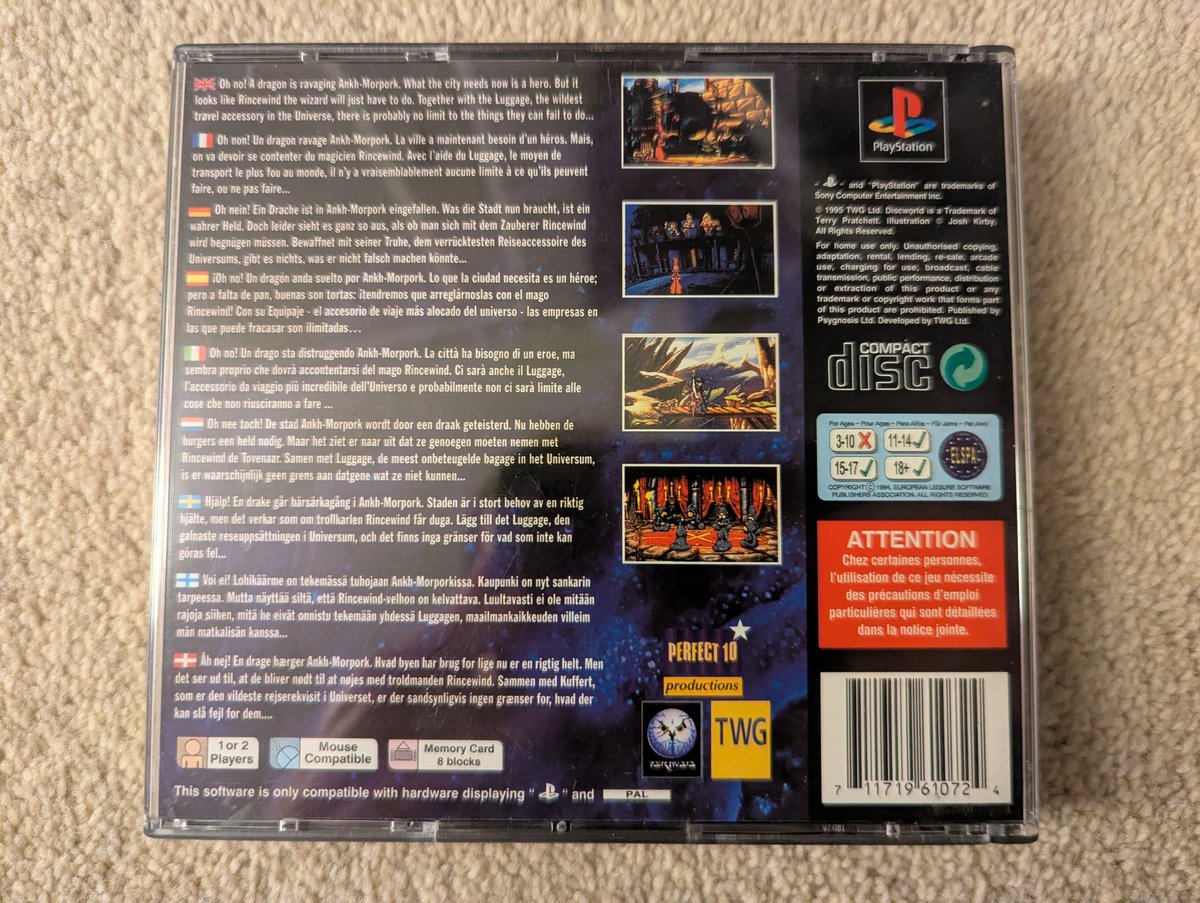 Oh no! A dragon is ravaging Ankh-Morpork. What the city needs now is a hero. But it
looks like Rincewind the wizard will just have to do. Together with the Luggage, the wildest
travel accessory in the Universe, there is probably no limit to the things they can fail to do...
Oh non! Un dragon ravage Ankh-Morpork. La ville a maintenant besoin d'un héros. Mais,
on va devoir se contenter du magicien Rincewind. Avec l'aide du Luggage, le moyen de
transport le plus fou au monde, il n'y a vraisemblablement aucune limite à ce qu'ils peuvent
faire, ou ne pas faire...
Oh nein! Ein Drache ist in Ankh-Morpork eingefallen. Was die Stadt nun braucht, ist ein
wahrer Held. Doch leider sieht es ganz so aus, als ob man sich mit dem Zauberer Rincewind
wird begnügen müssen. Bewaffnet mit seiner Truhe, dem verrücktesten Reiseaccessoire des
Universums, gibt es nichts, was er nicht falsch machen könnte...
¡Oh no! Un dragón anda suelto por Ankh-Morpork. Lo que la ciudad necesita es un héroe;
pero a falta de pan, buenas son tortas: ¡tendremos que arreglárnoslas con el mago
Rincewind! Con su Equipaje - el accesorio de viaje más alocado del universo - las empresas en
las que puede fracasar son ilimitadas...
Oh no! Un drago sta distruggendo Ankh-Morpork. La città ha bisogno di un eroe, ma
sembra proprio che dovrà accontentarsi del mago Rincewind. Ci sarà anche il Luggage,
l'accessorio da viaggio più incredibile dell'Universo e probabilmente non ci sarà limite alle
cose che non riusciranno a fare ...
Oh nee toch! De stad Ankh-Morpork wordt door een draak geteisterd. Nu hebben de
burgers een held nodig. Maar het ziet er naar uit dat ze genoegen moeten nemen met
Rincewind de Tovenaar. Samen met Luggage, de meest onbeteugelde bagage in het Universum,
is er waarschijnlijk geen grens aan datgene wat ze niet kunnen...
Hjälp! En drake går bärsärkagång i Ankh-Morpork. Staden är i stort behov av en riktig
hjälte, men det verkar som om trollkarlen Rincewind får duga. Lägg till det Luggage, den
galnaste reseuppsättningen i Universum, och det finns inga gränser för vad som inte kan
göras fel...
Voi ei! Lohikäärme on tekemässä tuhojaan Ankh-Morporkissa. Kaupunki on nyt sankarin
tarpeessa. Mutta näyttää siltä, että Rincewind-velhon on kelvattava. Luultavasti ei ole mitään
rajoja siihen, mitä he eivät onnistu tekemään yhdessä Luggagen, maailmankaikkeuden villeim
män matkalisän kanssa...
Åh nej! En drage hærger Ankh-Morpork. Hvad byen har brug for lige nu er en rigtig helt. Men
det ser ud til, at de bliver nødt til at nøjes med troldmanden Rincewind. Sammen med Kuffert,
som er den vildeste rejserekvisit i Universet, er der sandsynligvis ingen grænser for, hvad der
kan slå fejl for dem....
1 or 2
Players
Mouse
Compatible
Memory Card
8 blocks
This software is only compatible with hardware displaying " " and PAL
PERFECT 10
productions
TWG
PlayStation
" " and "PlayStation" are trademarks of
Sony Computer Entertainment Inc.
© 1995 TWG Ltd. Discworld is a Trademark of
Terry Pratchett. Illustration © Josh Kirby.
All Rights Reserved.
For home use only. Unauthorised copying,
adaptation, rental, lending, re-sale, arcade
use, charging for use, broadcast, cable
transmission, public performance, distribution
or extraction of this product or any
trademark or copyright work that forms part
of this product are prohibited. Published by
Psygnosis Ltd. Developed by TWG Ltd.
COMPACT
disc
For Ages - Pour Ages - Para Años - Für Jahre - Per Anni
3-10 11-14
15-17 18+
ELSPA
COPYRIGHT © 1994, EUROPEAN LEISURE SOFTWARE
PUBLISHERS ASSOCIATION. ALL RIGHTS RESERVED
ATTENTION
Chez certaines personnes,
l'utilisation de ce jeu nécessite
des précautions d'emploi
particulières qui sont détaillées
dans la notice jointe.
7 11719 61072 4